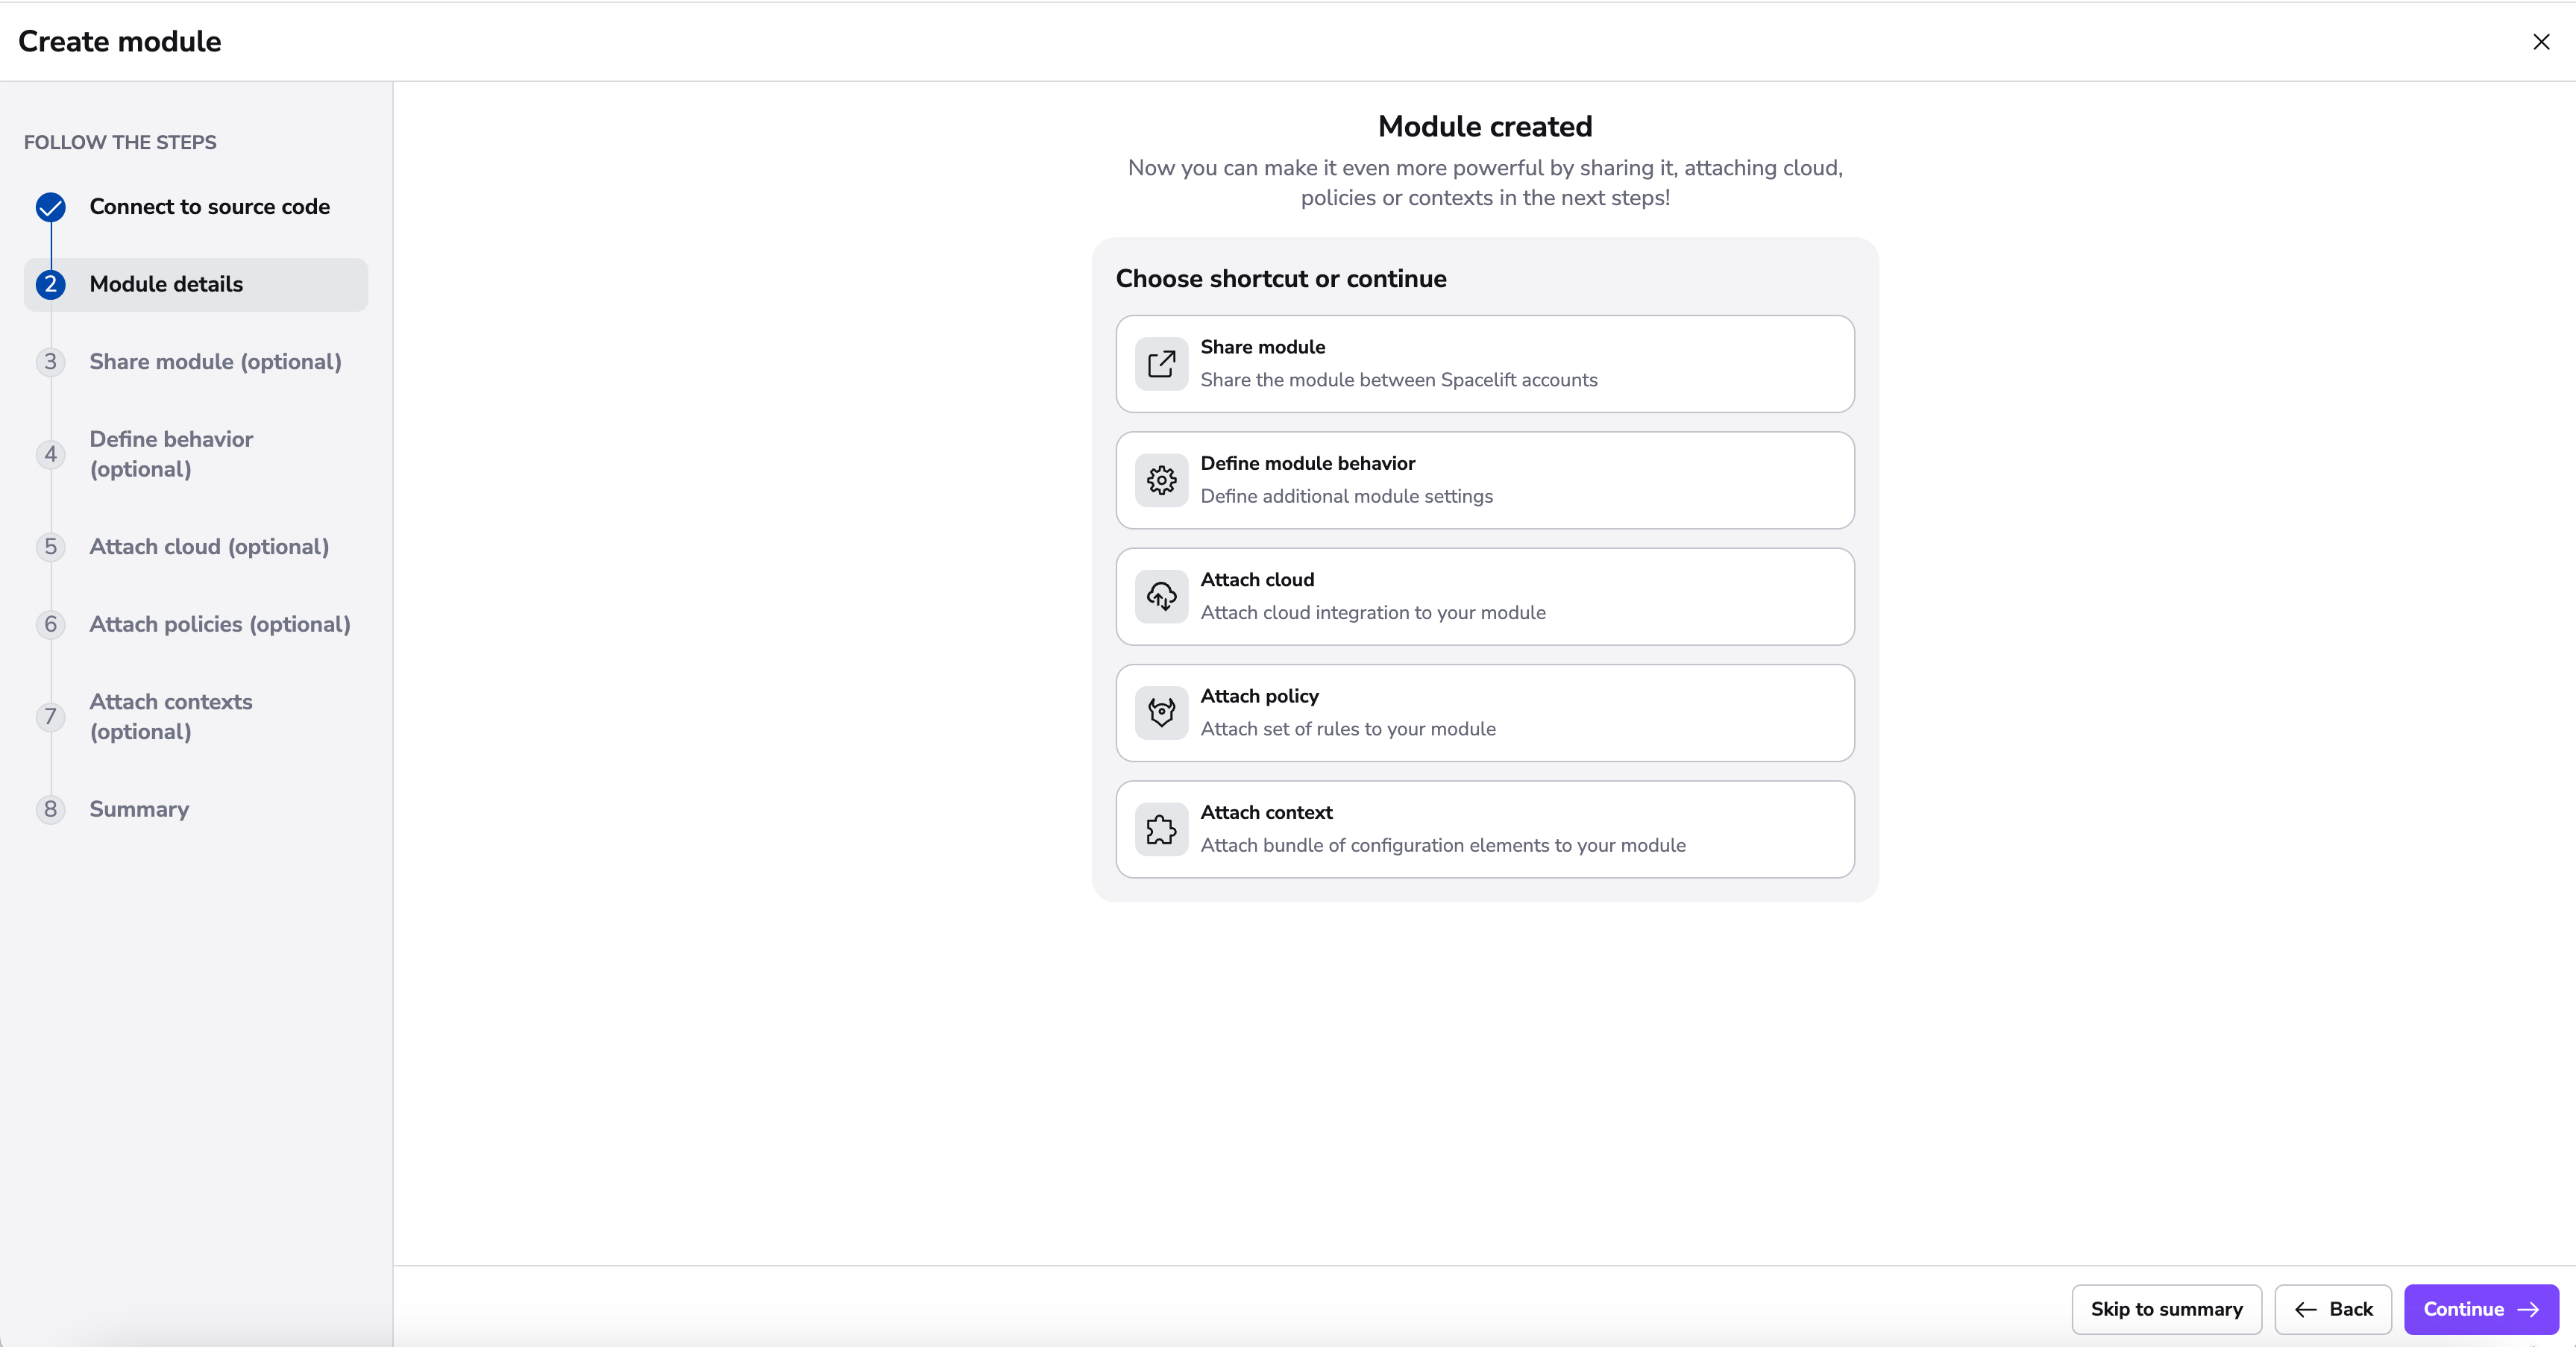 Create module
FOLLOW THE STEPS
Connect to source code
2 Module details
3 Share module (optional)
4 Define behavior
(optional)
5 Attach cloud (optional)
6 Attach policies (optional)
7 Attach contexts
(optional)
8 Summary
Module created
Now you can make it even more powerful by sharing it, attaching cloud,
policies or contexts in the next steps!
Choose shortcut or continue
Share module
Share the module between Spacelift accounts
Define module behavior
Define additional module settings
Attach cloud
Attach cloud integration to your module
Attach policy
Attach set of rules to your module
Attach context
Attach bundle of configuration elements to your module
Skip to summary
Back
Continue